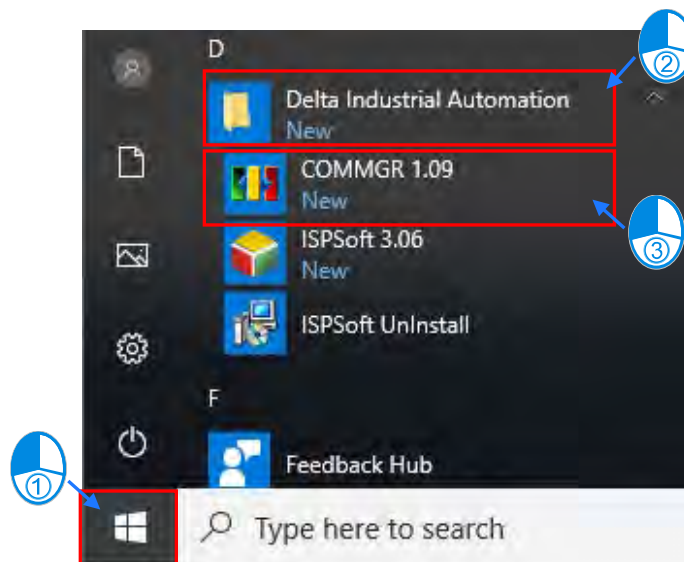 D
②
Delta Industrial Automation
New
COMMGR 1.09
New
③
ISPSoft 3.06
New
ISPSoft UnInstall
F
Feedback Hub
①
Type here to search